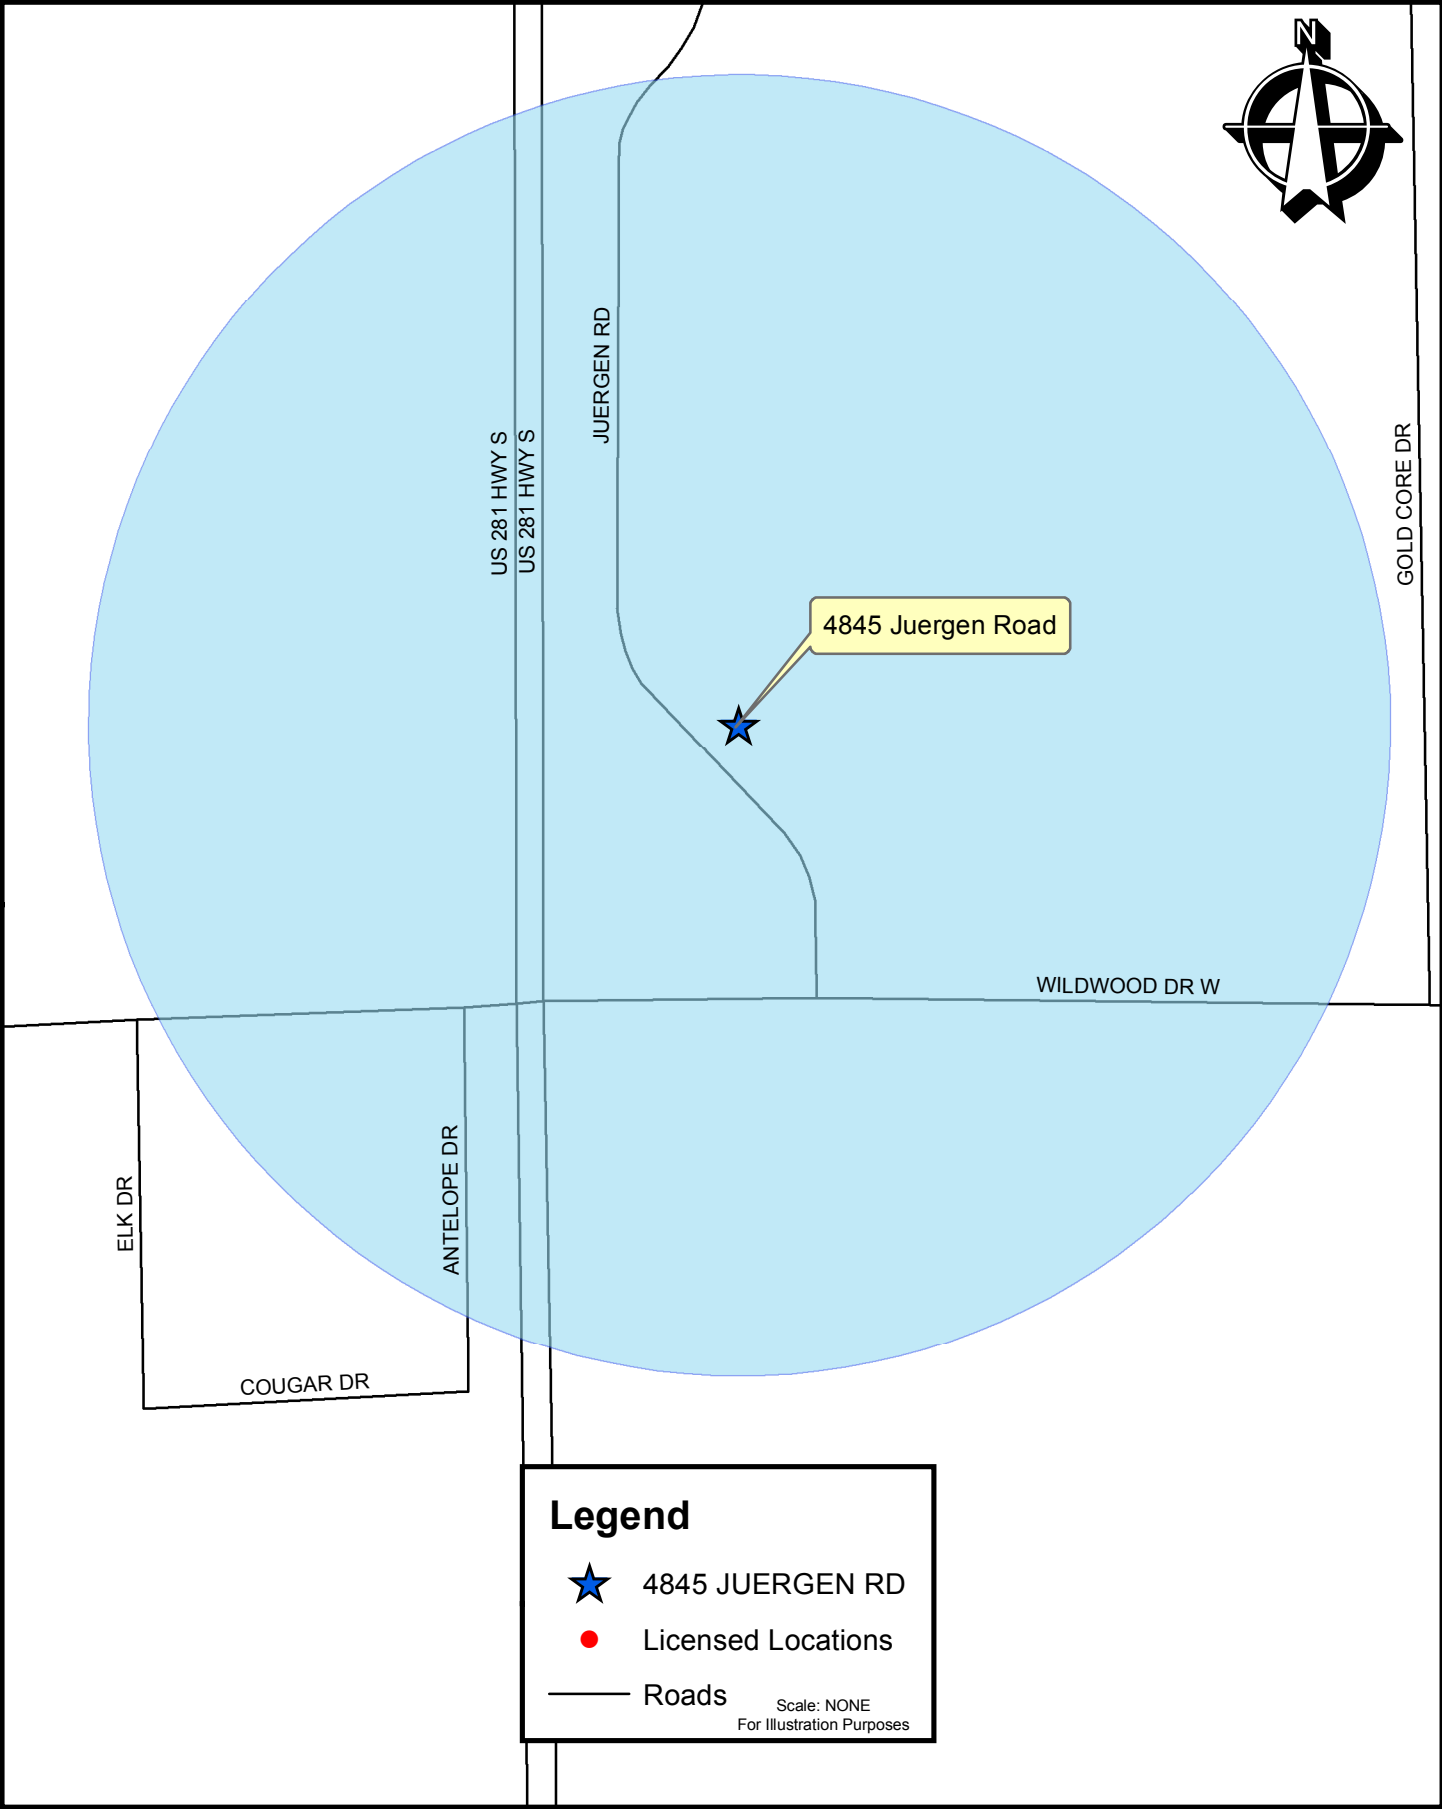 N
JUERGEN RD
US 281 HWY S
US 281 HWY S
GOLD CORE DR
4845 Juergen Road
WILDWOOD DR W
ELK DR
ANTELOPE DR
COUGAR DR
Legend
4845 JUERGEN RD
Licensed Locations
Roads
Scale: NONE
For Illustration Purposes